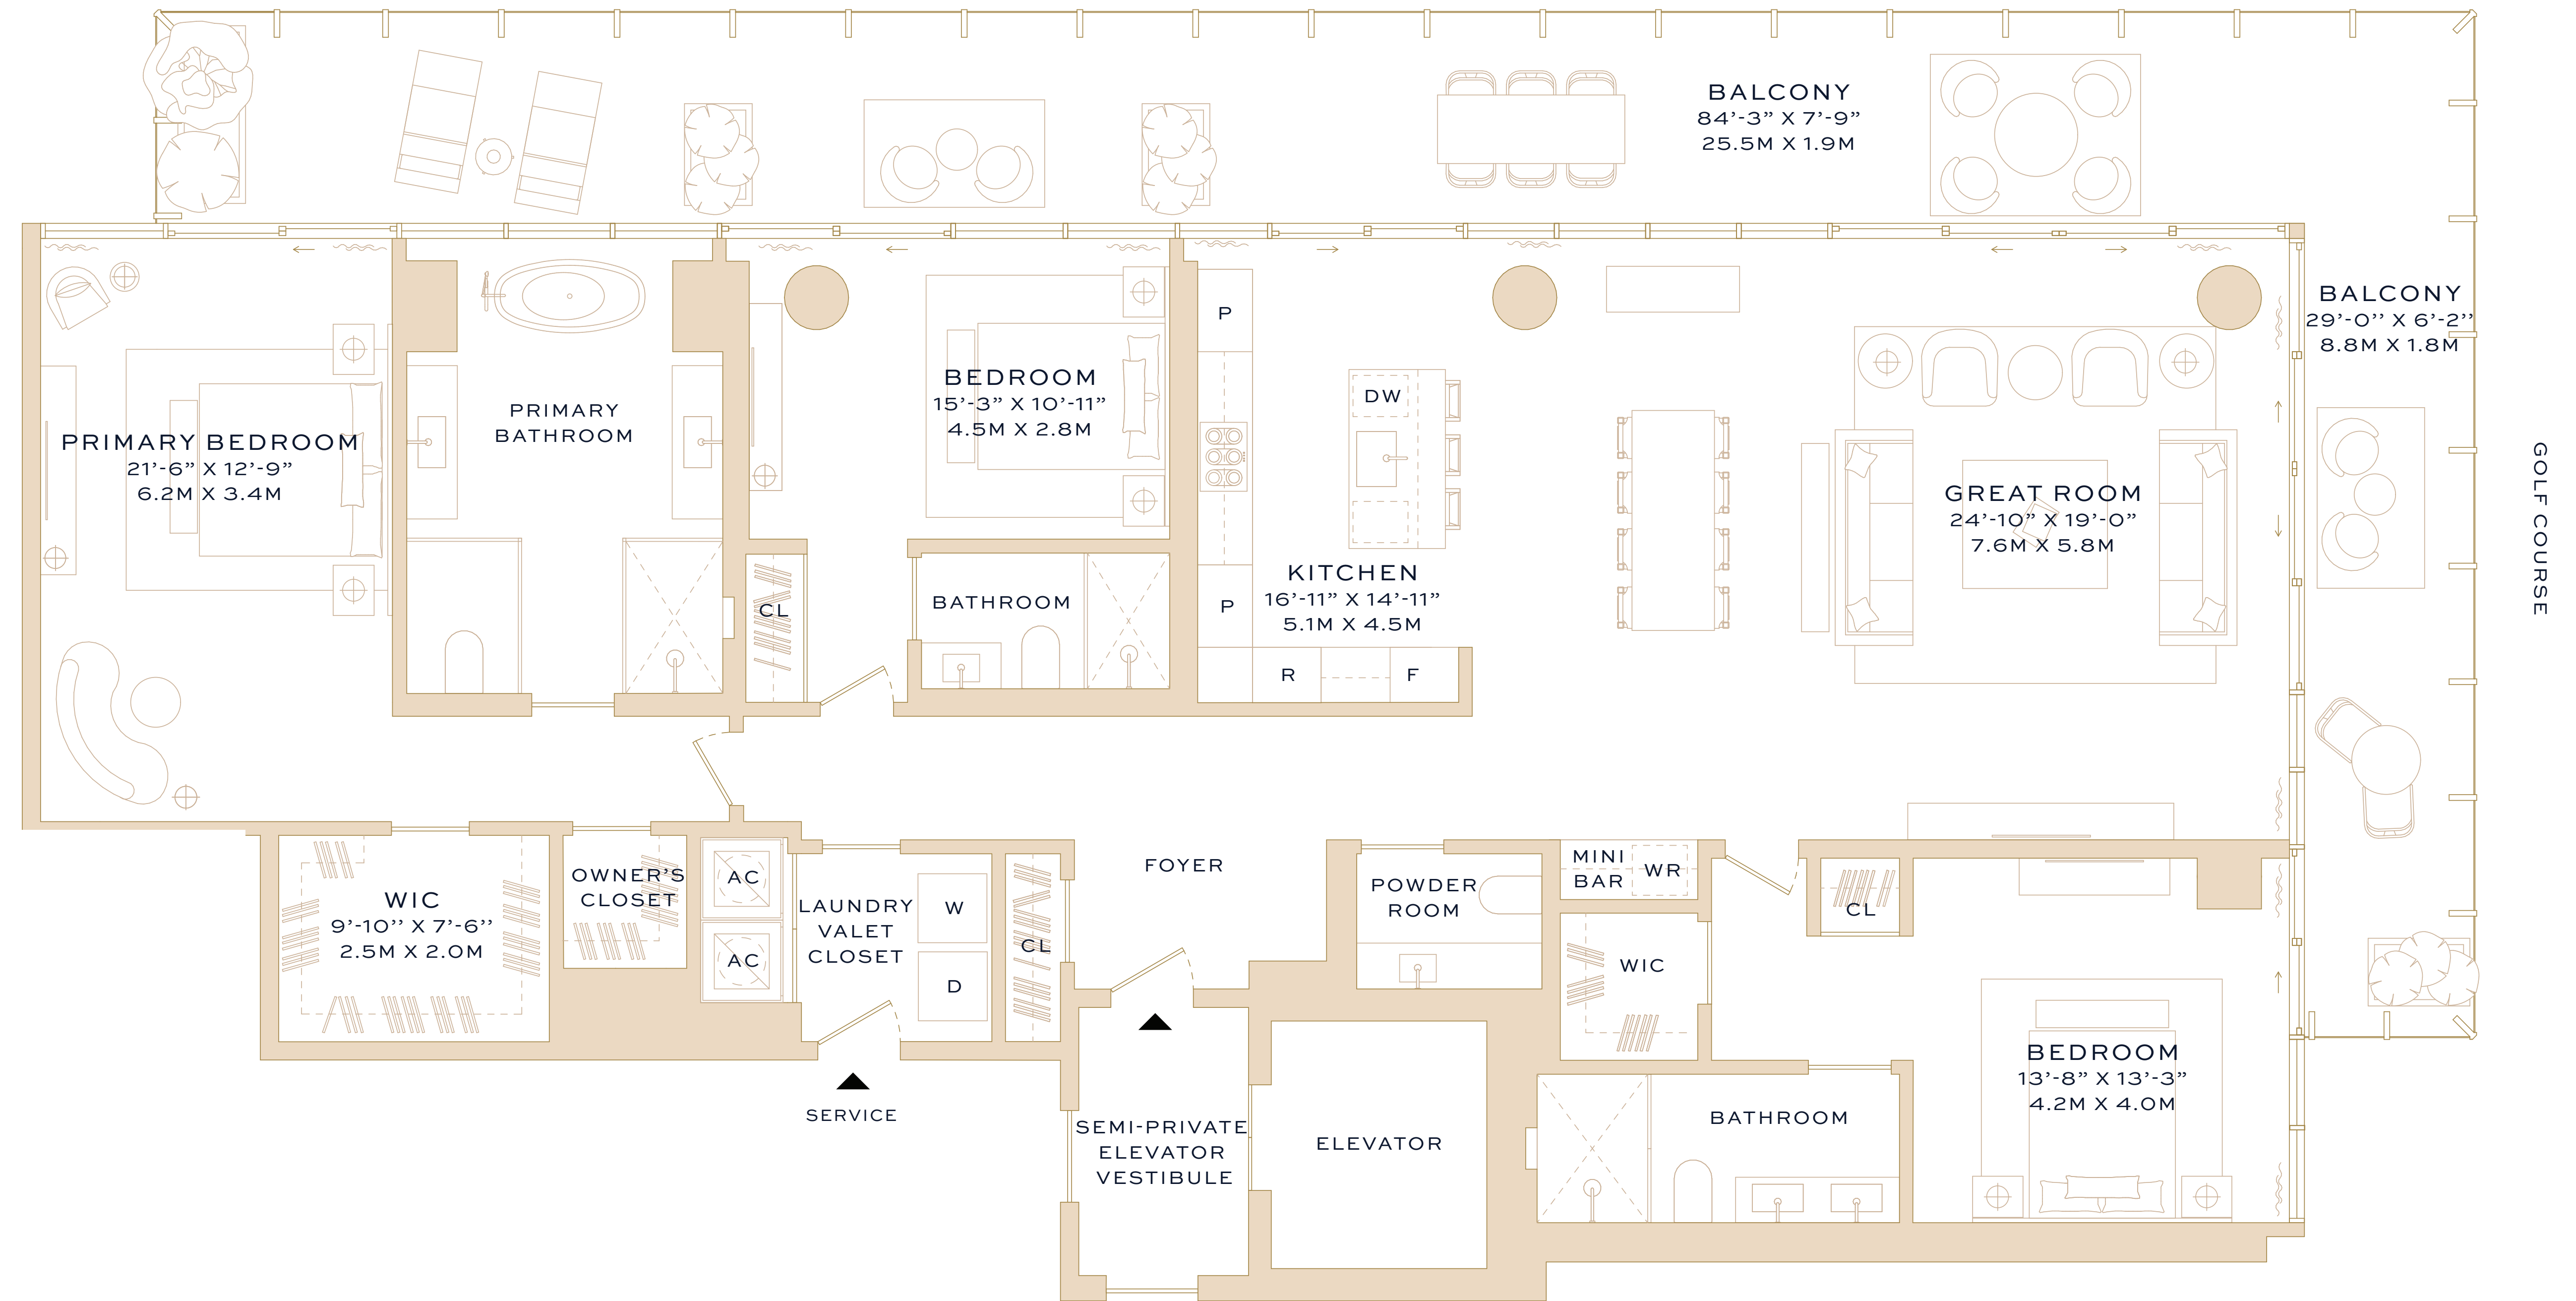 BALCONY
84'-3" X 7'-9"
25.5M X 1.9M
BALCONY
29'-0'' X 6'-2''
8.8M X 1.8M
GOLF COURSE
PRIMARY BEDROOM
21'-6" X 12'-9"
6.2M X 3.4M
PRIMARY
BATHROOM
BEDROOM
15'-3" X 10'-11"
4.5M X 2.8M
CL
BATHROOM
P
P
DW
KITCHEN
16'-11" X 14'-11"
5.1M X 4.5M
R
F
GREAT ROOM
24'-10" X 19'-0"
7.6M X 5.8M
WIC
9'-10'' X 7'-6''
2.5M X 2.0M
OWNER'S
CLOSET
AC
AC
LAUNDRY
VALET
CLOSET
W
D
CL
FOYER
POWDER
ROOM
MINI
BAR
WR
WIC
CL
BEDROOM
13'-8" X 13'-3"
4.2M X 4.0M
BATHROOM
SERVICE
SEMI-PRIVATE
ELEVATOR
VESTIBULE
ELEVATOR